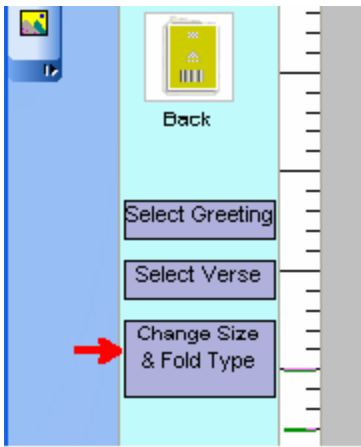 Back
Select Greeting
Select Verse
Change Size
& Fold Type